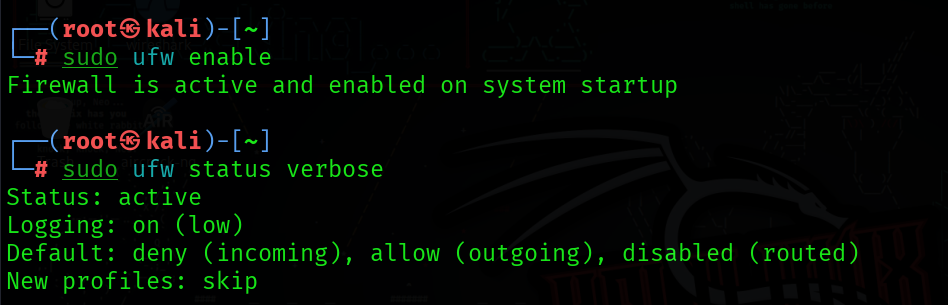 ┌──(root㉿kali)-[~]
└─# sudo ufw enable
Firewall is active and enabled on system startup
┌──(root㉿kali)-[~]
└─# sudo ufw status verbose
Status: active
Logging: on (low)
Default: deny (incoming), allow (outgoing), disabled (routed)
New profiles: skip